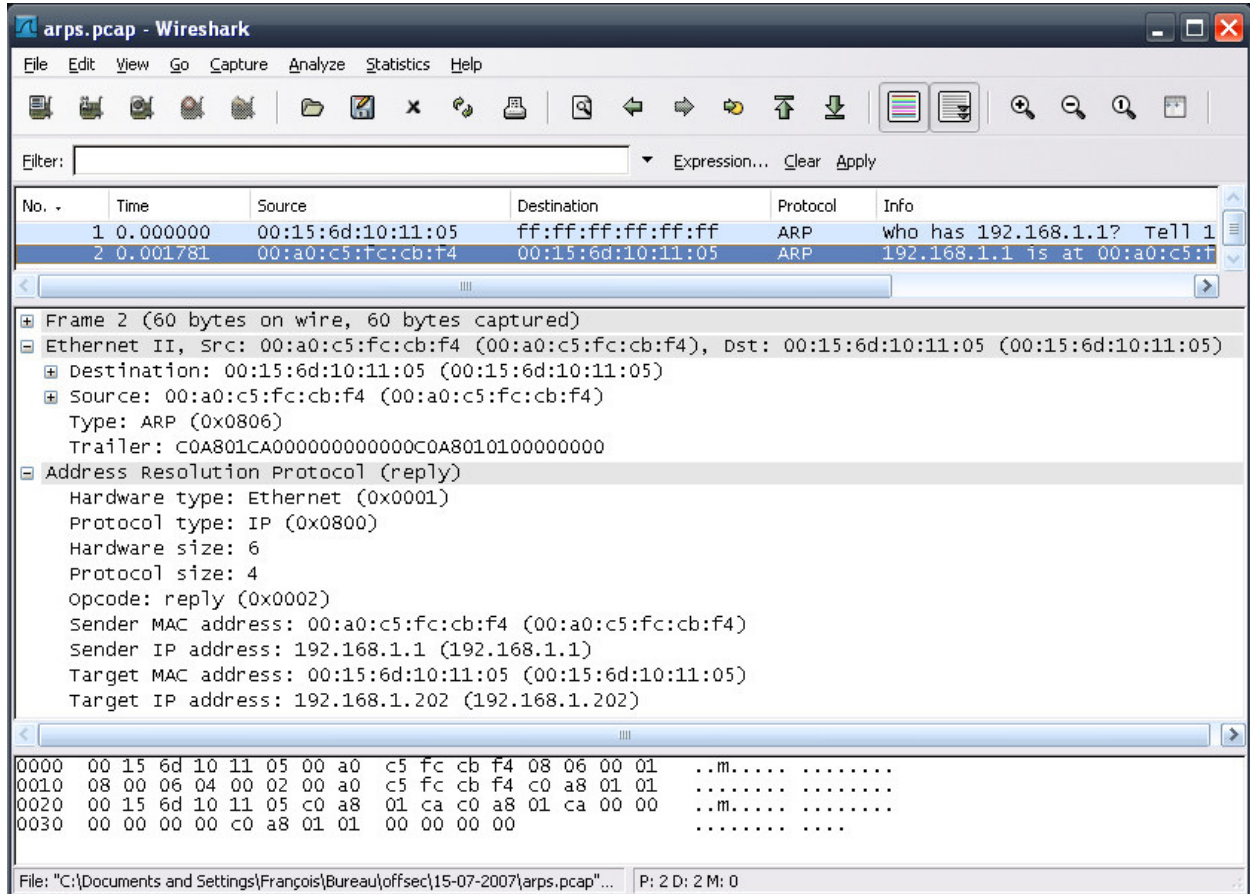 arps.pcap - Wireshark
File Edit View Go Capture Analyze Statistics Help
Filter: Expression... Clear Apply
No. - Time Source Destination Protocol Info
1 0.000000 00:15:6d:10:11:05 ff:ff:ff:ff:ff:ff ARP who has 192.168.1.1? Tell 1
2 0.001781 00:a0:c5:fc:cb:f4 00:15:6d:10:11:05 ARP 192.168.1.1 is at 00:a0:c5:f
Frame 2 (60 bytes on wire, 60 bytes captured)
Ethernet II, Src: 00:a0:c5:fc:cb:f4 (00:a0:c5:fc:cb:f4), Dst: 00:15:6d:10:11:05 (00:15:6d:10:11:05)
Destination: 00:15:6d:10:11:05 (00:15:6d:10:11:05)
Source: 00:a0:c5:fc:cb:f4 (00:a0:c5:fc:cb:f4)
Type: ARP (0x0806)
Trailer: C0A801CA000000000000C0A8010100000000
Address Resolution Protocol (reply)
Hardware type: Ethernet (0x0001)
Protocol type: IP (0x0800)
Hardware size: 6
Protocol size: 4
Opcode: reply (0x0002)
Sender MAC address: 00:a0:c5:fc:cb:f4 (00:a0:c5:fc:cb:f4)
Sender IP address: 192.168.1.1 (192.168.1.1)
Target MAC address: 00:15:6d:10:11:05 (00:15:6d:10:11:05)
Target IP address: 192.168.1.202 (192.168.1.202)
0000 00 15 6d 10 11 05 00 a0 c5 fc cb f4 08 06 00 01 ..m..... ........
0010 08 00 06 04 00 02 00 a0 c5 fc cb f4 c0 a8 01 01 ........ ........
0020 00 15 6d 10 11 05 c0 a8 01 ca c0 a8 01 ca 00 00 ..m..... ........
0030 00 00 00 00 c0 a8 01 01 00 00 00 00 ........ ....
File: "C:\Documents and Settings\François\Bureau\offsec\15-07-2007\arps.pcap"... P: 2 D: 2 M: 0